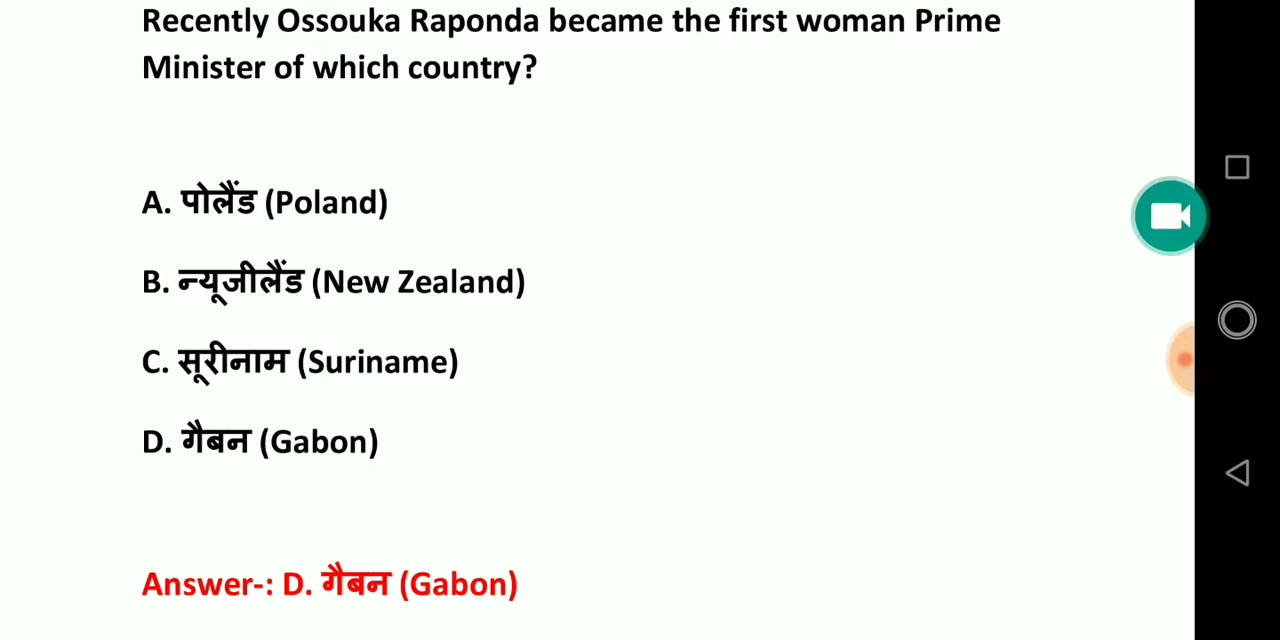 Recently Ossouka Raponda became the first woman Prime
Minister of which country?
A. पोलैंड (Poland)
B. न्यूजीलैंड (New Zealand)
C. सूरीनाम (Suriname)
D. गैबन (Gabon)
Answer-: D. गैबन (Gabon)